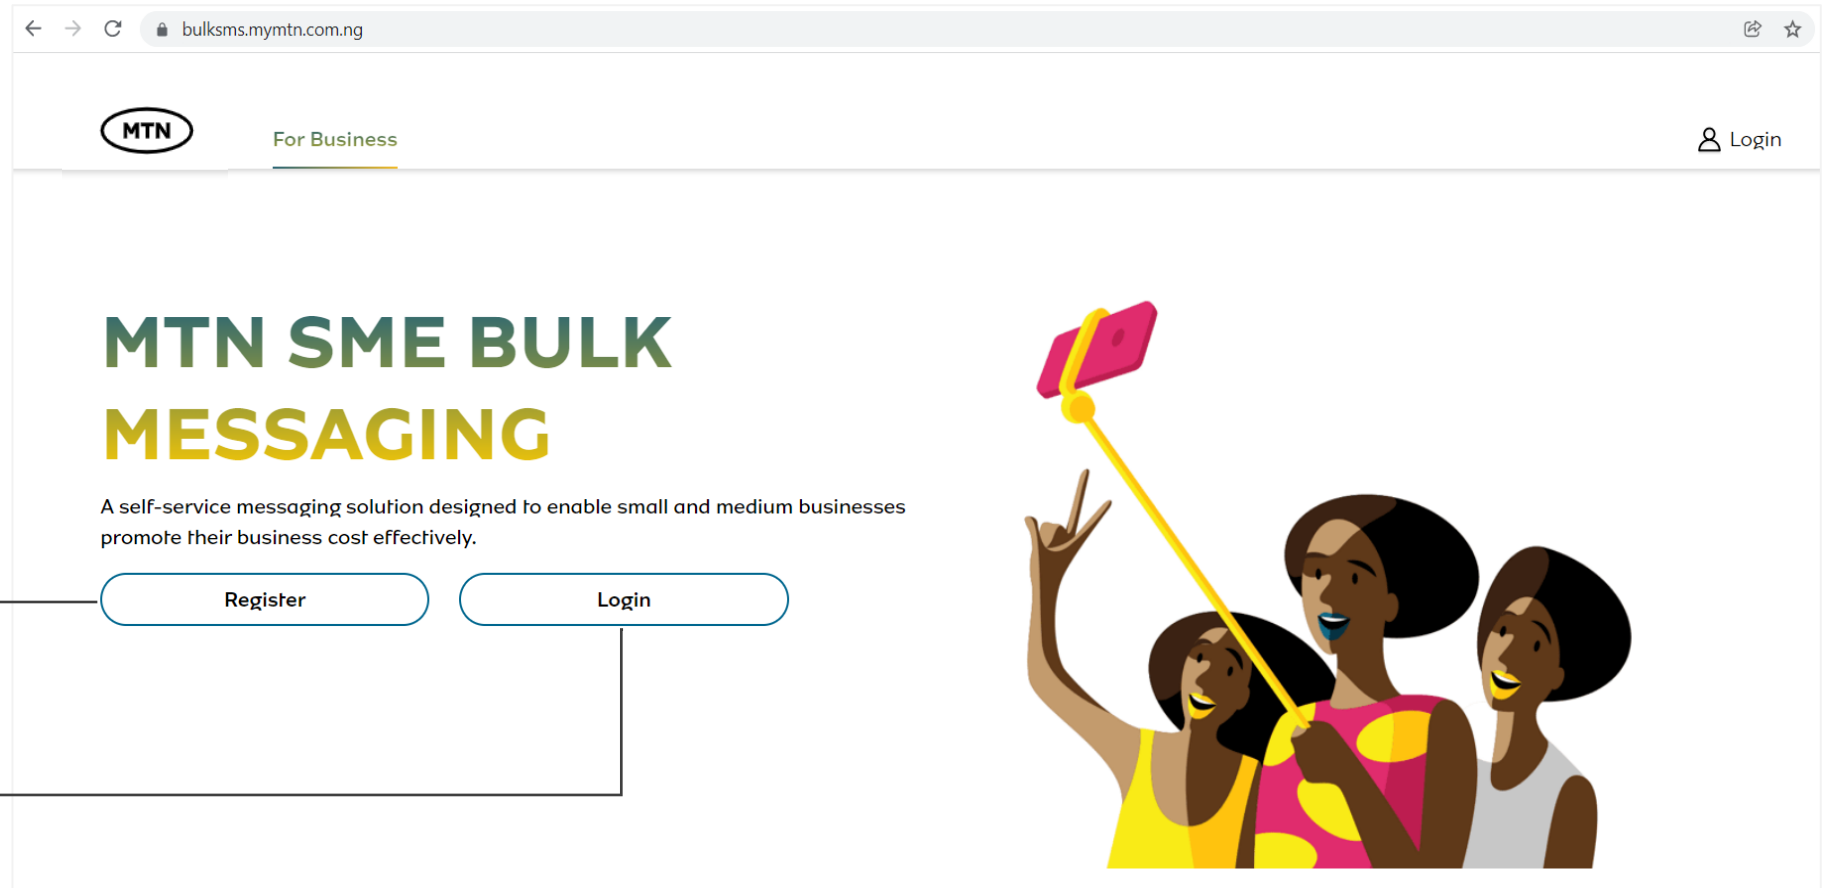 bulksms.mymtn.com.ng
MTN
For Business
Login
MTN SME BULK
MESSAGING
A self-service messaging solution designed to enable small and medium businesses
promote their business cost effectively.
Register
Login